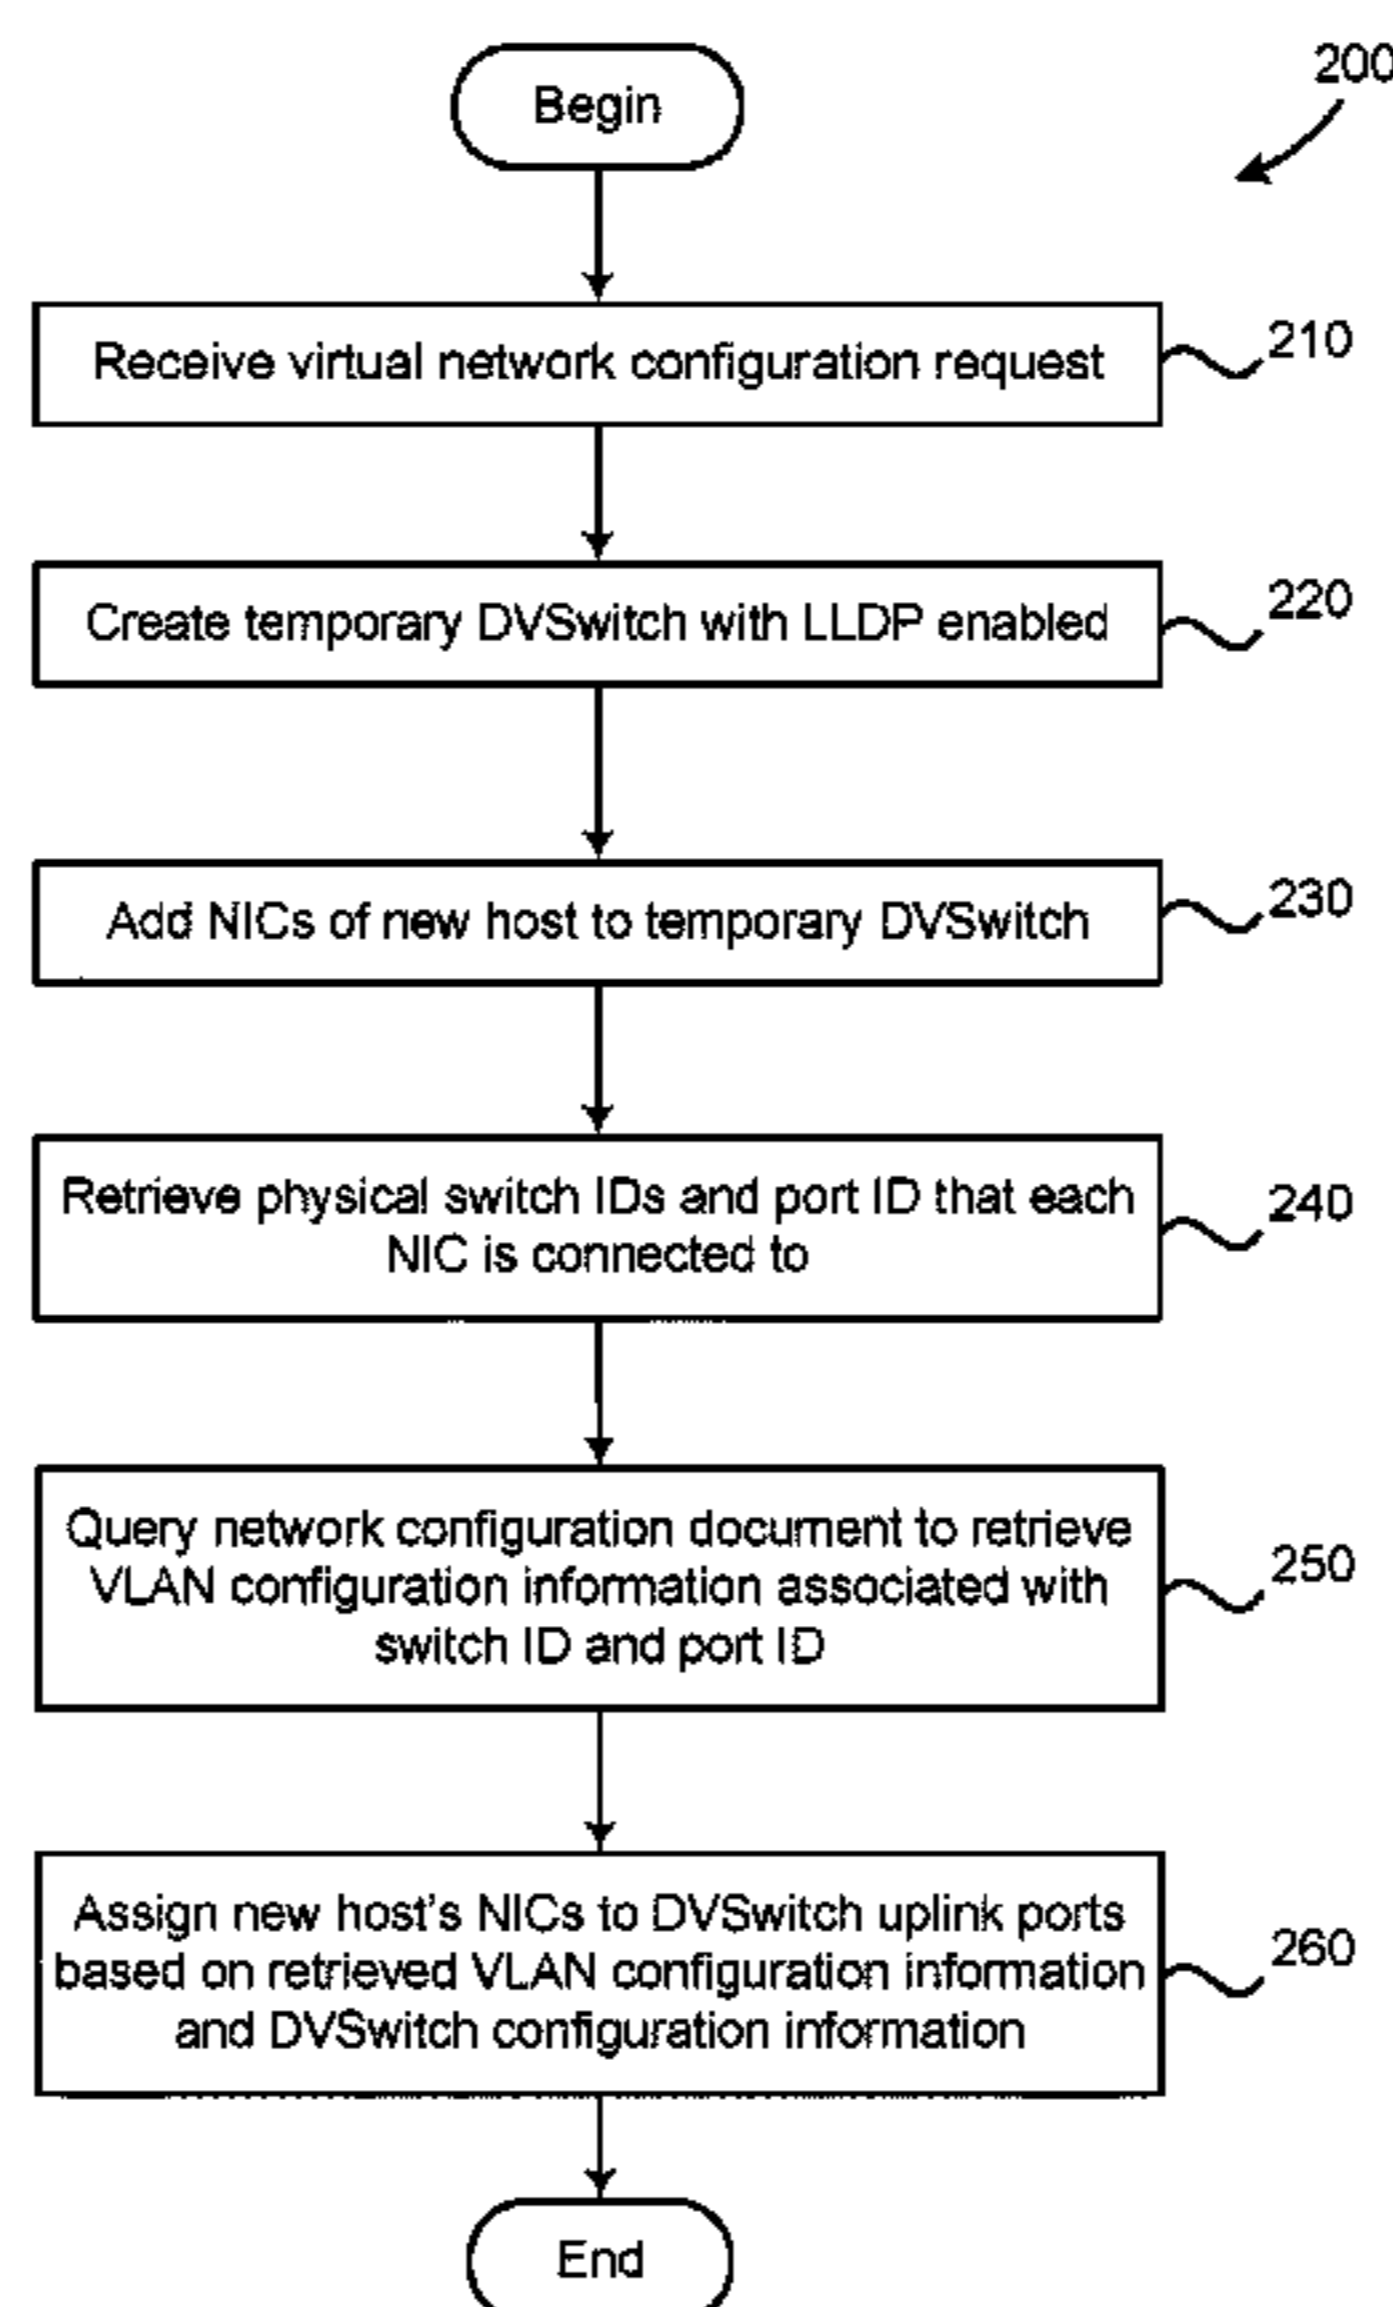 Begin
200
Receive virtual network configuration request
210
Create temporary DVSwitch with LLDP enabled
220
Add NICs of new host to temporary DVSwitch
230
Retrieve physical switch IDs and port ID that each
NIC is connected to
240
Query network configuration document to retrieve
VLAN configuration information associated with
switch ID and port ID
250
Assign new host's NICs to DVSwitch uplink ports
based on retrieved VLAN configuration information
and DVSwitch configuration information
260
End